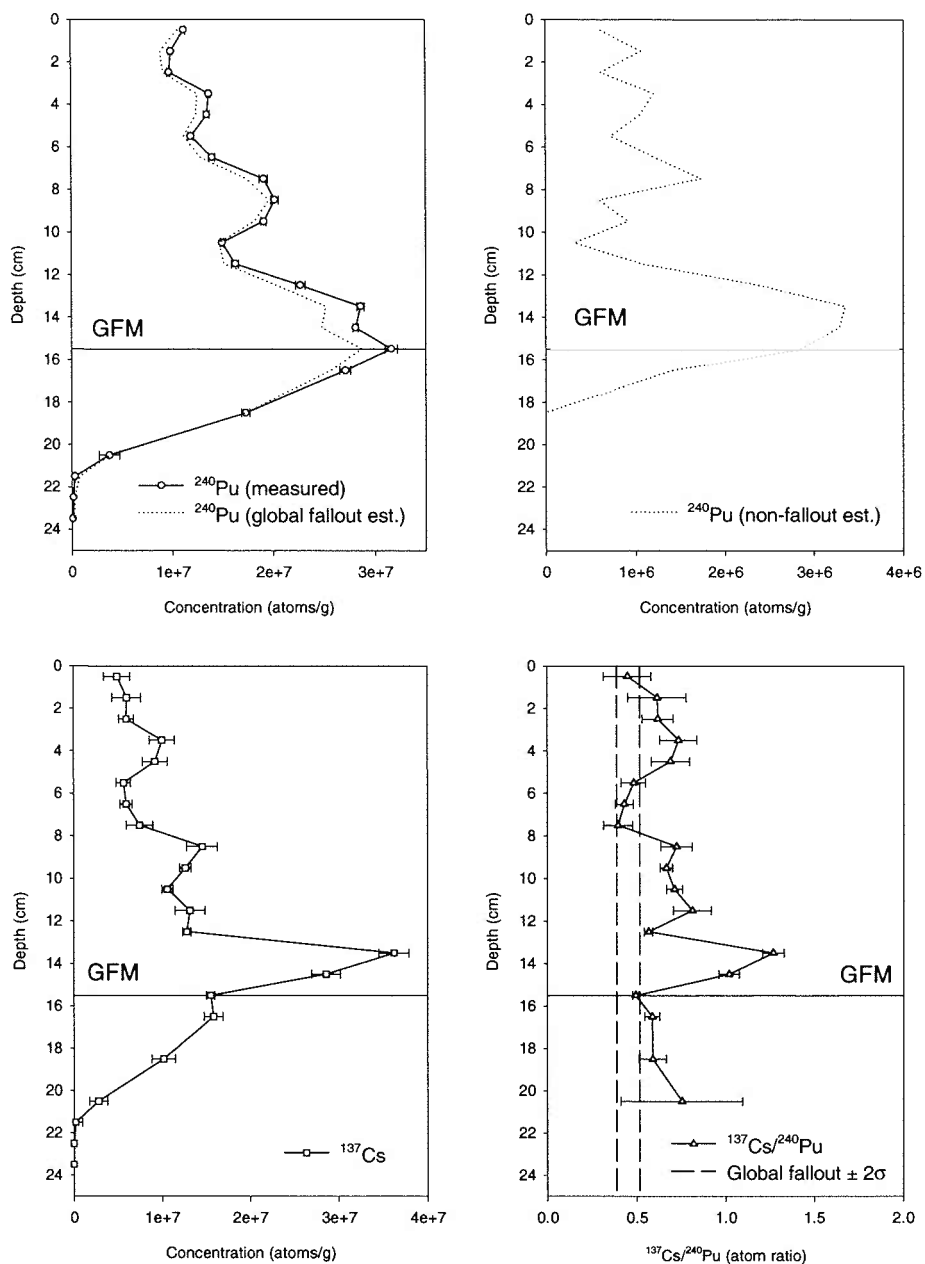 0
2
4
6
8
10
12
14
16
18
20
22
24
Depth (cm)
GFM
²⁴⁰Pu (measured)
²⁴⁰Pu (global fallout est.)
0 1e+7 2e+7 3e+7
Concentration (atoms/g)
0
2
4
6
8
10
12
14
16
18
20
22
24
Depth (cm)
GFM
²⁴⁰Pu (non-fallout est.)
0 1e+6 2e+6 3e+6 4e+6
Concentration (atoms/g)
0
2
4
6
8
10
12
14
16
18
20
22
24
Depth (cm)
GFM
¹³⁷Cs
0 1e+7 2e+7 3e+7 4e+7
Concentration (atoms/g)
0
2
4
6
8
10
12
14
16
18
20
22
24
Depth (cm)
GFM
¹³⁷Cs/²⁴⁰Pu
Global fallout ± 2σ
0.0 0.5 1.0 1.5 2.0
¹³⁷Cs/²⁴⁰Pu (atom ratio)